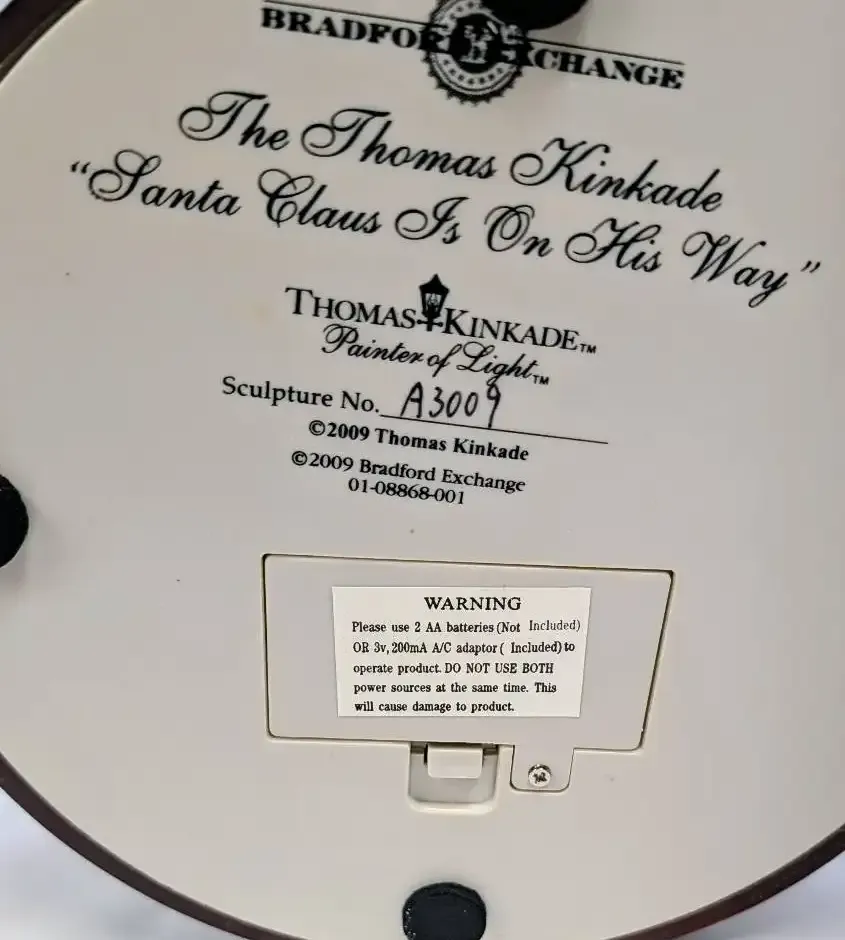 BRADFORD EXCHANGE
The Thomas Kinkade
“Santa Claus Is On His Way”
THOMAS KINKADE™
Painter of Light™
Sculpture No. A3009
©2009 Thomas Kinkade
©2009 Bradford Exchange
01-08868-001
WARNING
Please use 2 AA batteries (Not Included)
OR 3v, 200mA A/C adaptor ( Included) to
operate product. DO NOT USE BOTH
power sources at the same time. This
will cause damage to product.